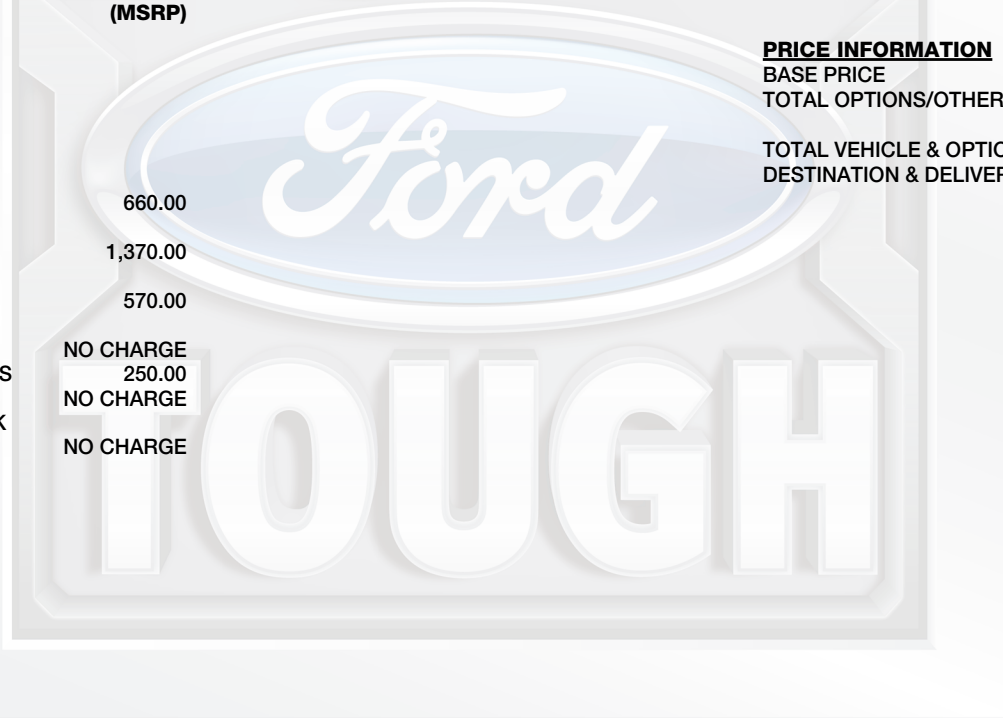 (MSRP)
660.00
1,370.00
570.00
NO CHARGE
S 250.00
NO CHARGE
K
NO CHARGE
PRICE INFORMATION
BASE PRICE
TOTAL OPTIONS/OTHER
TOTAL VEHICLE & OPTIO
DESTINATION & DELIVER
Ford
TOUGH